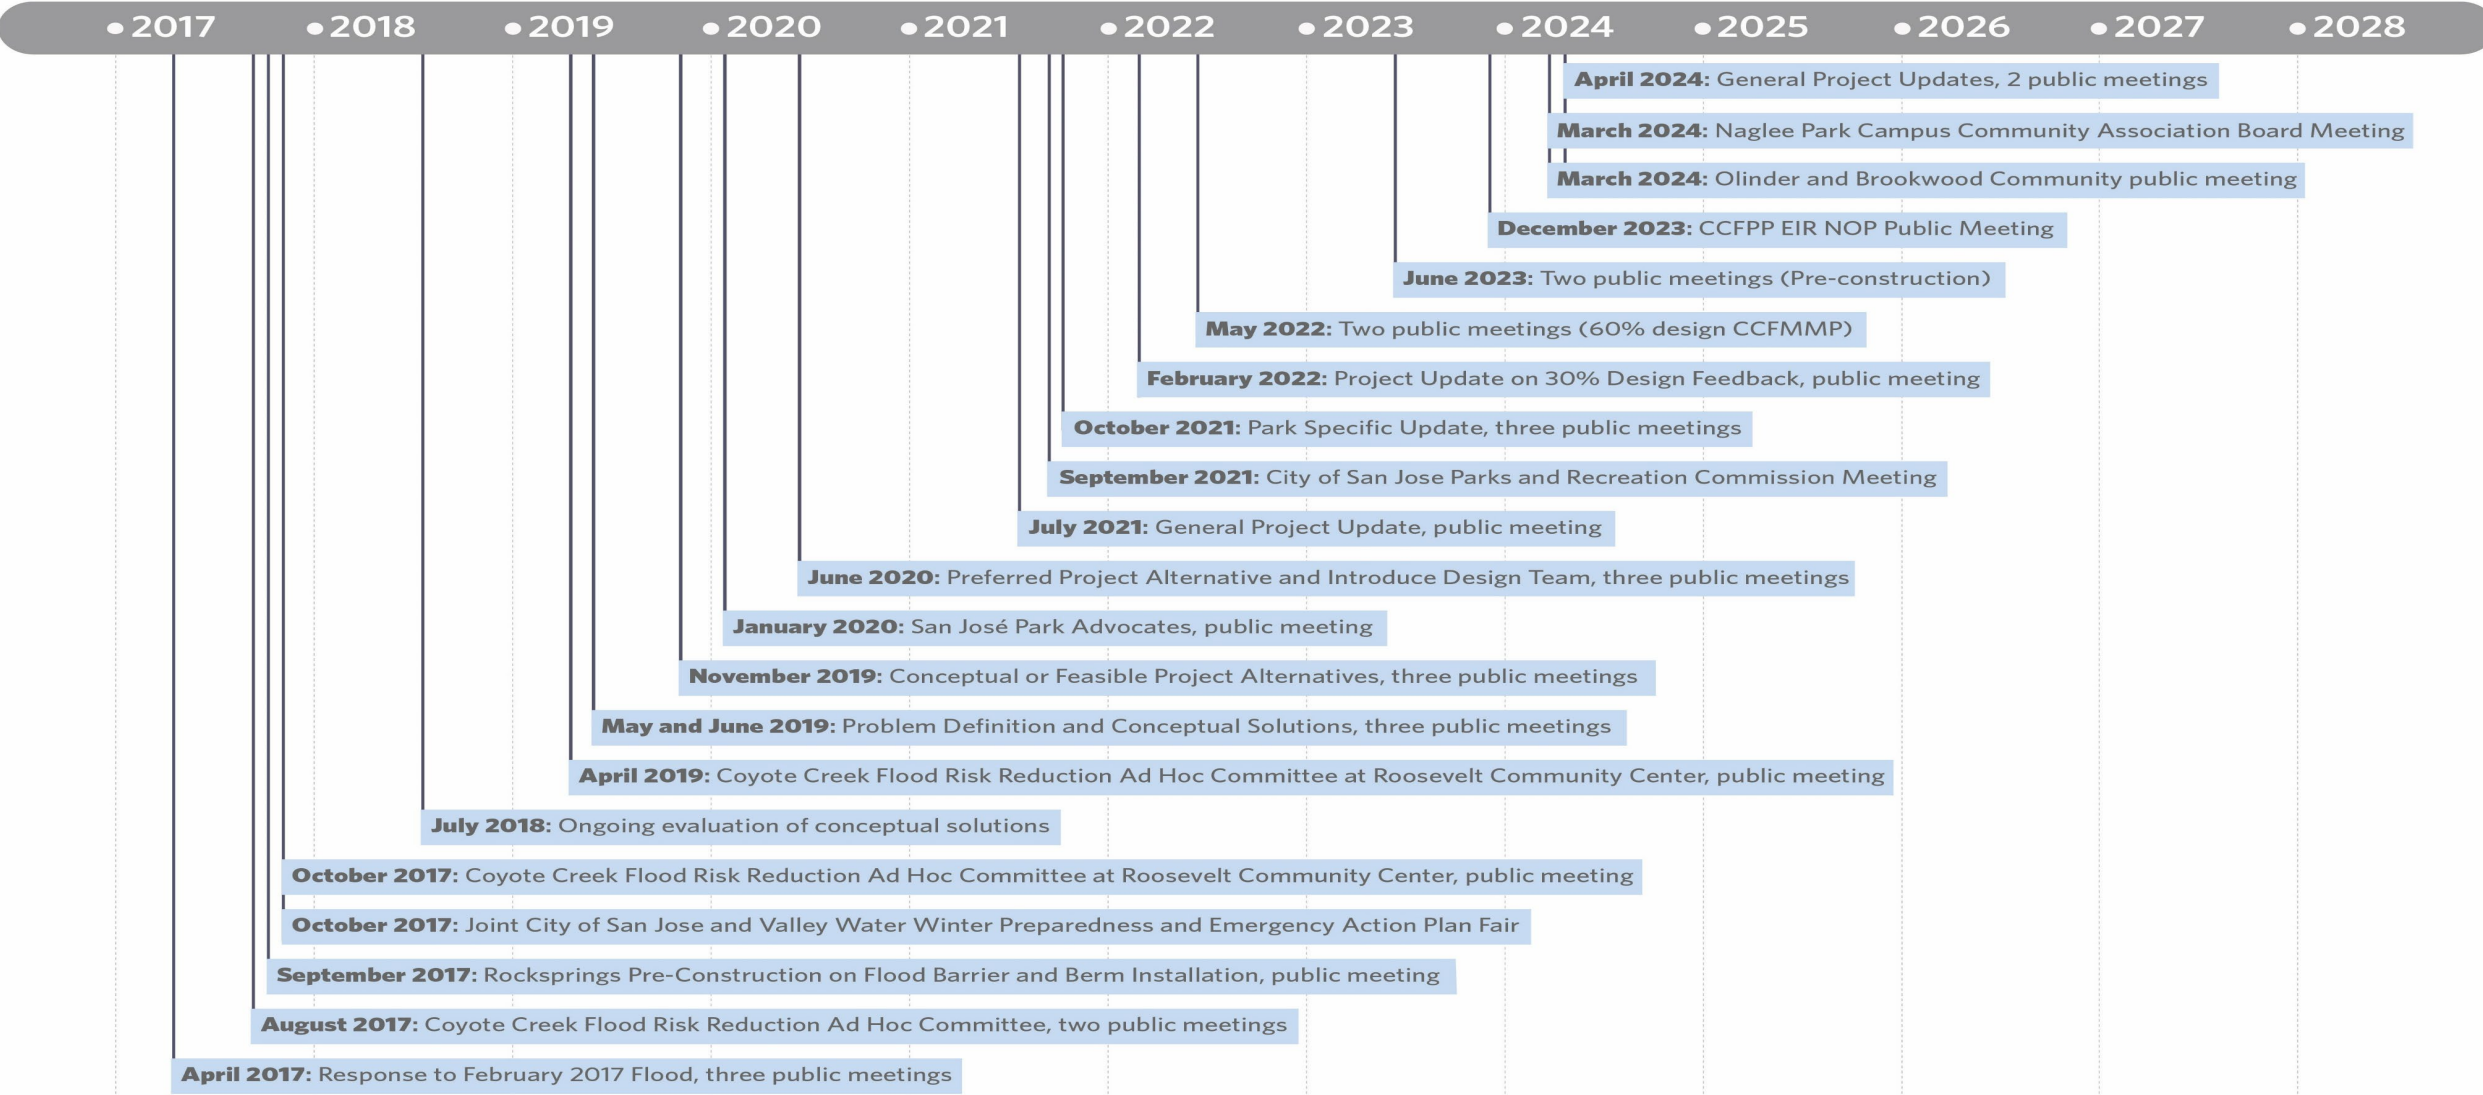 2017 2018 2019 2020 2021 2022 2023 2024 2025 2026 2027 2028
April 2024: General Project Updates, 2 public meetings
March 2024: Naglee Park Campus Community Association Board Meeting
March 2024: Olinder and Brookwood Community public meeting
December 2023: CCFPP EIR NOP Public Meeting
June 2023: Two public meetings (Pre-construction)
May 2022: Two public meetings (60% design CCFMMP)
February 2022: Project Update on 30% Design Feedback, public meeting
October 2021: Park Specific Update, three public meetings
September 2021: City of San Jose Parks and Recreation Commission Meeting
July 2021: General Project Update, public meeting
June 2020: Preferred Project Alternative and Introduce Design Team, three public meetings
January 2020: San José Park Advocates, public meeting
November 2019: Conceptual or Feasible Project Alternatives, three public meetings
May and June 2019: Problem Definition and Conceptual Solutions, three public meetings
April 2019: Coyote Creek Flood Risk Reduction Ad Hoc Committee at Roosevelt Community Center, public meeting
July 2018: Ongoing evaluation of conceptual solutions
October 2017: Coyote Creek Flood Risk Reduction Ad Hoc Committee at Roosevelt Community Center, public meeting
October 2017: Joint City of San Jose and Valley Water Winter Preparedness and Emergency Action Plan Fair
September 2017: Rocksprings Pre-Construction on Flood Barrier and Berm Installation, public meeting
August 2017: Coyote Creek Flood Risk Reduction Ad Hoc Committee, two public meetings
April 2017: Response to February 2017 Flood, three public meetings